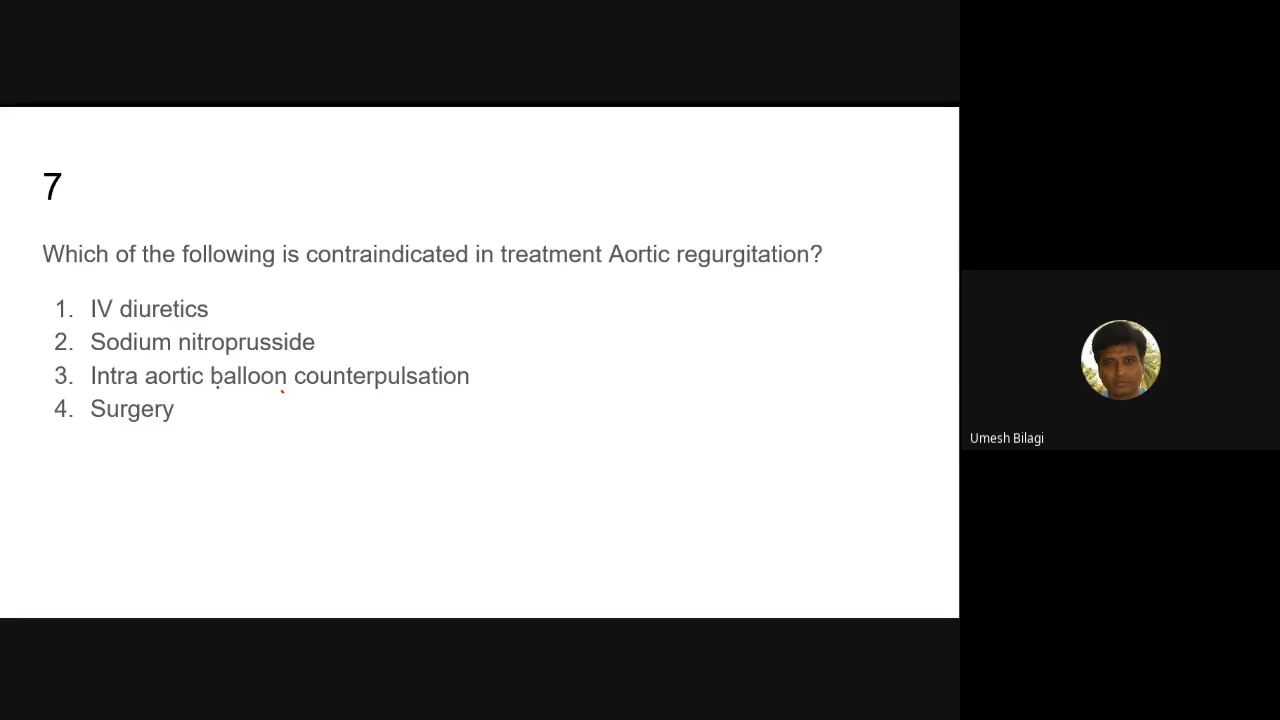 7
Which of the following is contraindicated in treatment Aortic regurgitation?
1. IV diuretics
2. Sodium nitroprusside
3. Intra aortic balloon counterpulsation
4. Surgery
Umesh Bilagi